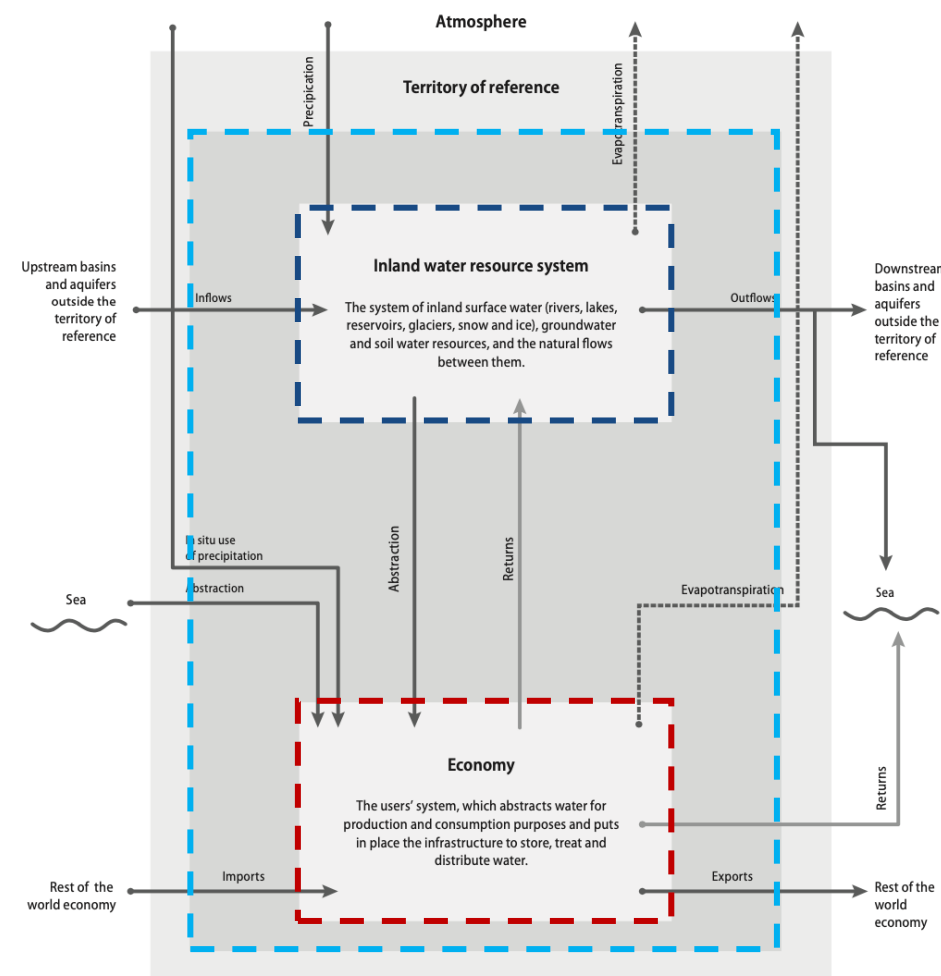 Atmosphere
Territory of reference
Precipication
Evapotranspiration
Inland water resource system
The system of inland surface water (rivers, lakes,
reservoirs, glaciers, snow and ice), groundwater
and soil water resources, and the natural flows
between them.
Upstream basins
and aquifers
outside the
territory of
reference
Inflows
Outflows
Downstream
basins and
aquifers
outside the
territory of
reference
In situ use
of precipitation
Abstraction
Sea
Abstraction
Returns
Evapotranspiration
Sea
Economy
The users’ system, which abstracts water for
production and consumption purposes and puts
in place the infrastructure to store, treat and
distribute water.
Returns
Rest of the
world economy
Imports
Exports
Rest of the
world
economy